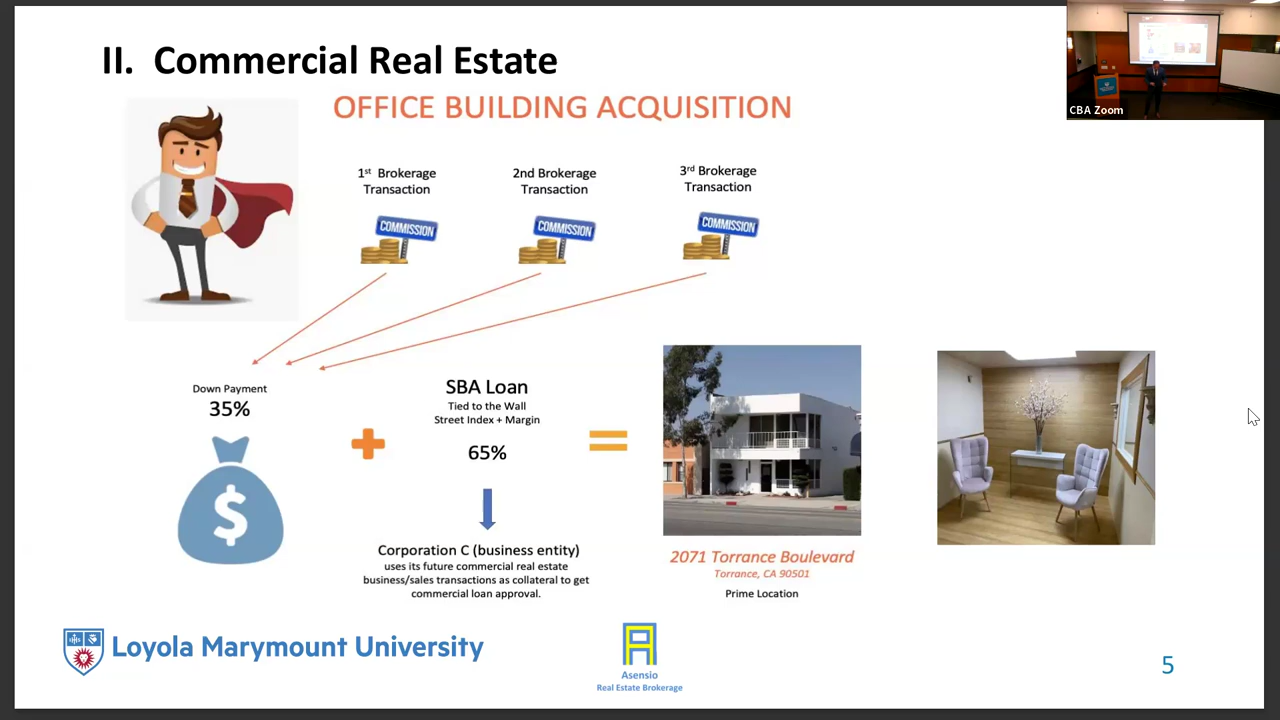 II. Commercial Real Estate
CBA Zoom
OFFICE BUILDING ACQUISITION
1st Brokerage
Transaction
2nd Brokerage
Transaction
3rd Brokerage
Transaction
COMMISSION
COMMISSION
COMMISSION
Down Payment
35%
$
SBA Loan
Tied to the Wall
Street Index + Margin
65%
Corporation C (business entity)
uses its future commercial real estate
business/sales transactions as collateral to get
commercial loan approval.
2071 Torrance Boulevard
Torrance, CA 90501
Prime Location
Loyola Marymount University
Asensio
Real Estate Brokerage
5